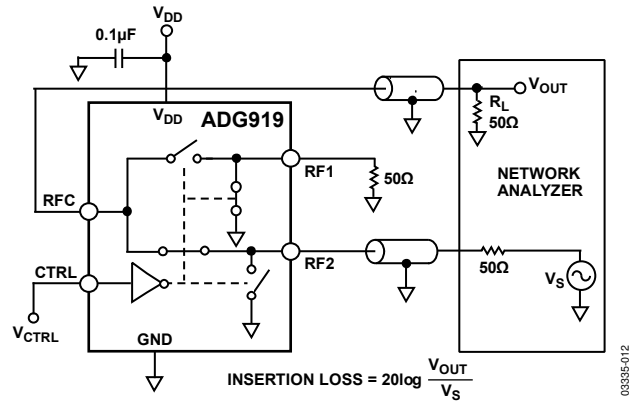 VDD
0.1µF
VDD
ADG919
VOUT
RL
50Ω
RF1
50Ω
NETWORK
ANALYZER
RFC
RF2
CTRL
50Ω
VS
VCTRL
GND
INSERTION LOSS = 20log VOUT
VS
03335-012